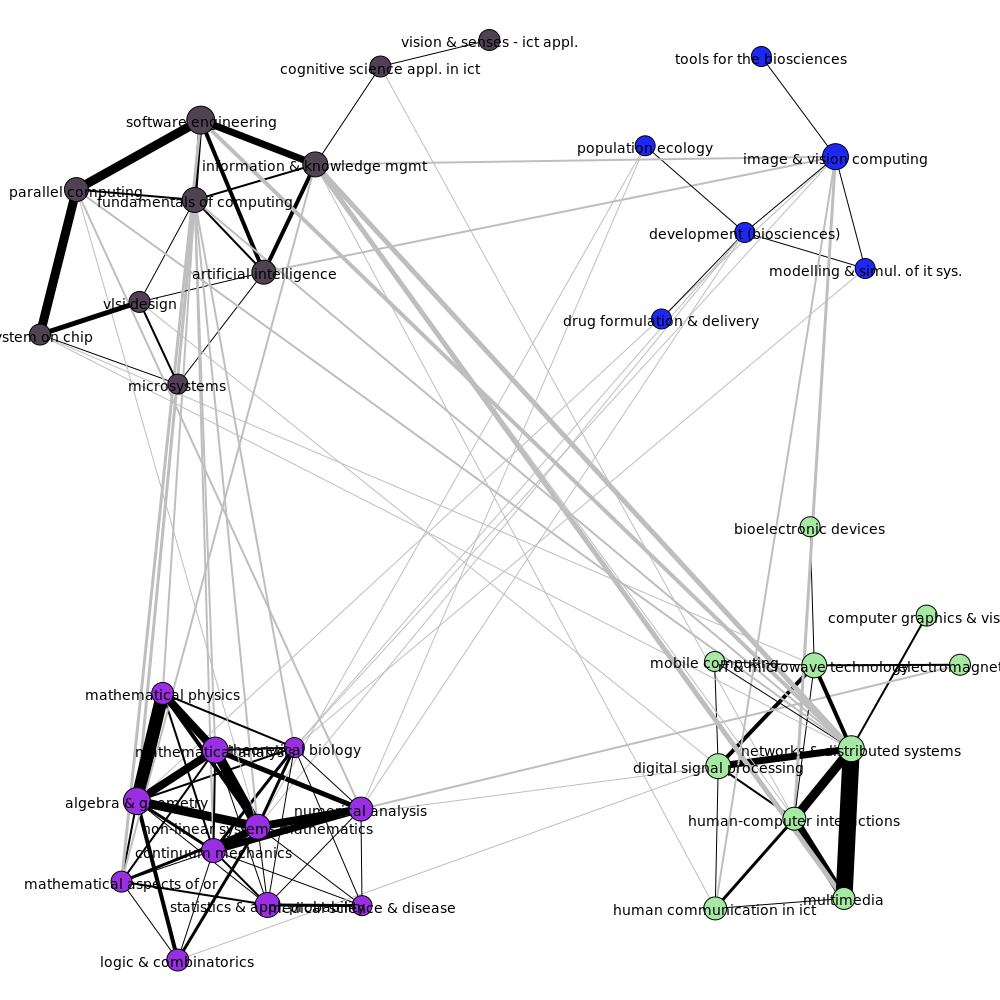 vision & senses - ict appl.
cognitive science appl. in ict
tools for the biosciences
software engineering
population ecology
image & vision computing
information & knowledge mgmt
parallel computing
fundamentals of computing
development (biosciences)
artificial intelligence
modelling & simul. of it sys.
vlsi design
drug formulation & delivery
ystem on chip
microsystems
bioelectronic devices
computer graphics & vis
mobile computing
rf & microwave technology
electromagnet
mathematical physics
mathematical analysis
theoretical biology
networks & distributed systems
digital signal processing
algebra & geometry
numerical analysis
non-linear systems mathematics
human-computer interactions
continuum mechanics
mathematical aspects of or
multimedia
statistics & appl. probability
medical science & disease
human communication in ict
logic & combinatorics